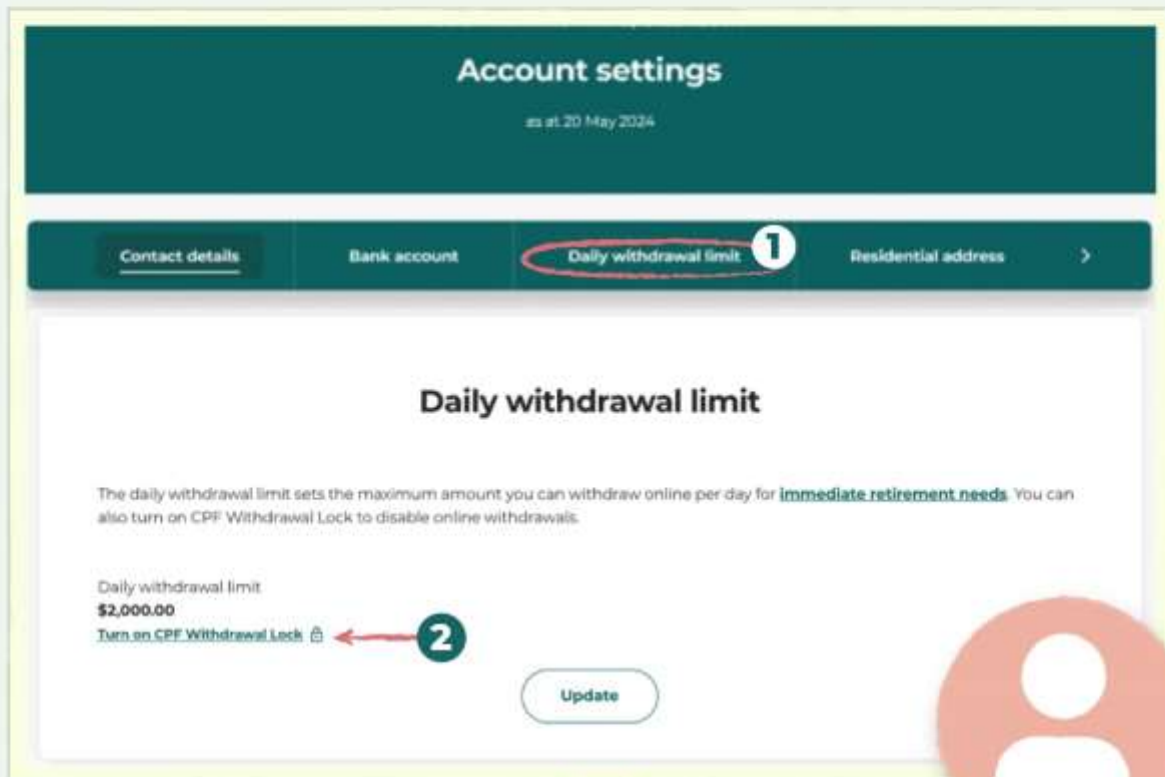 Account settings
as at 20 May 2024
Contact details
Bank account
Daily withdrawal limit
1
Residential address
>
Daily withdrawal limit
The daily withdrawal limit sets the maximum amount you can withdraw online per day for immediate retirement needs. You can
also turn on CPF Withdrawal Lock to disable online withdrawals.
Daily withdrawal limit
$2,000.00
Turn on CPF Withdrawal Lock
2
Update